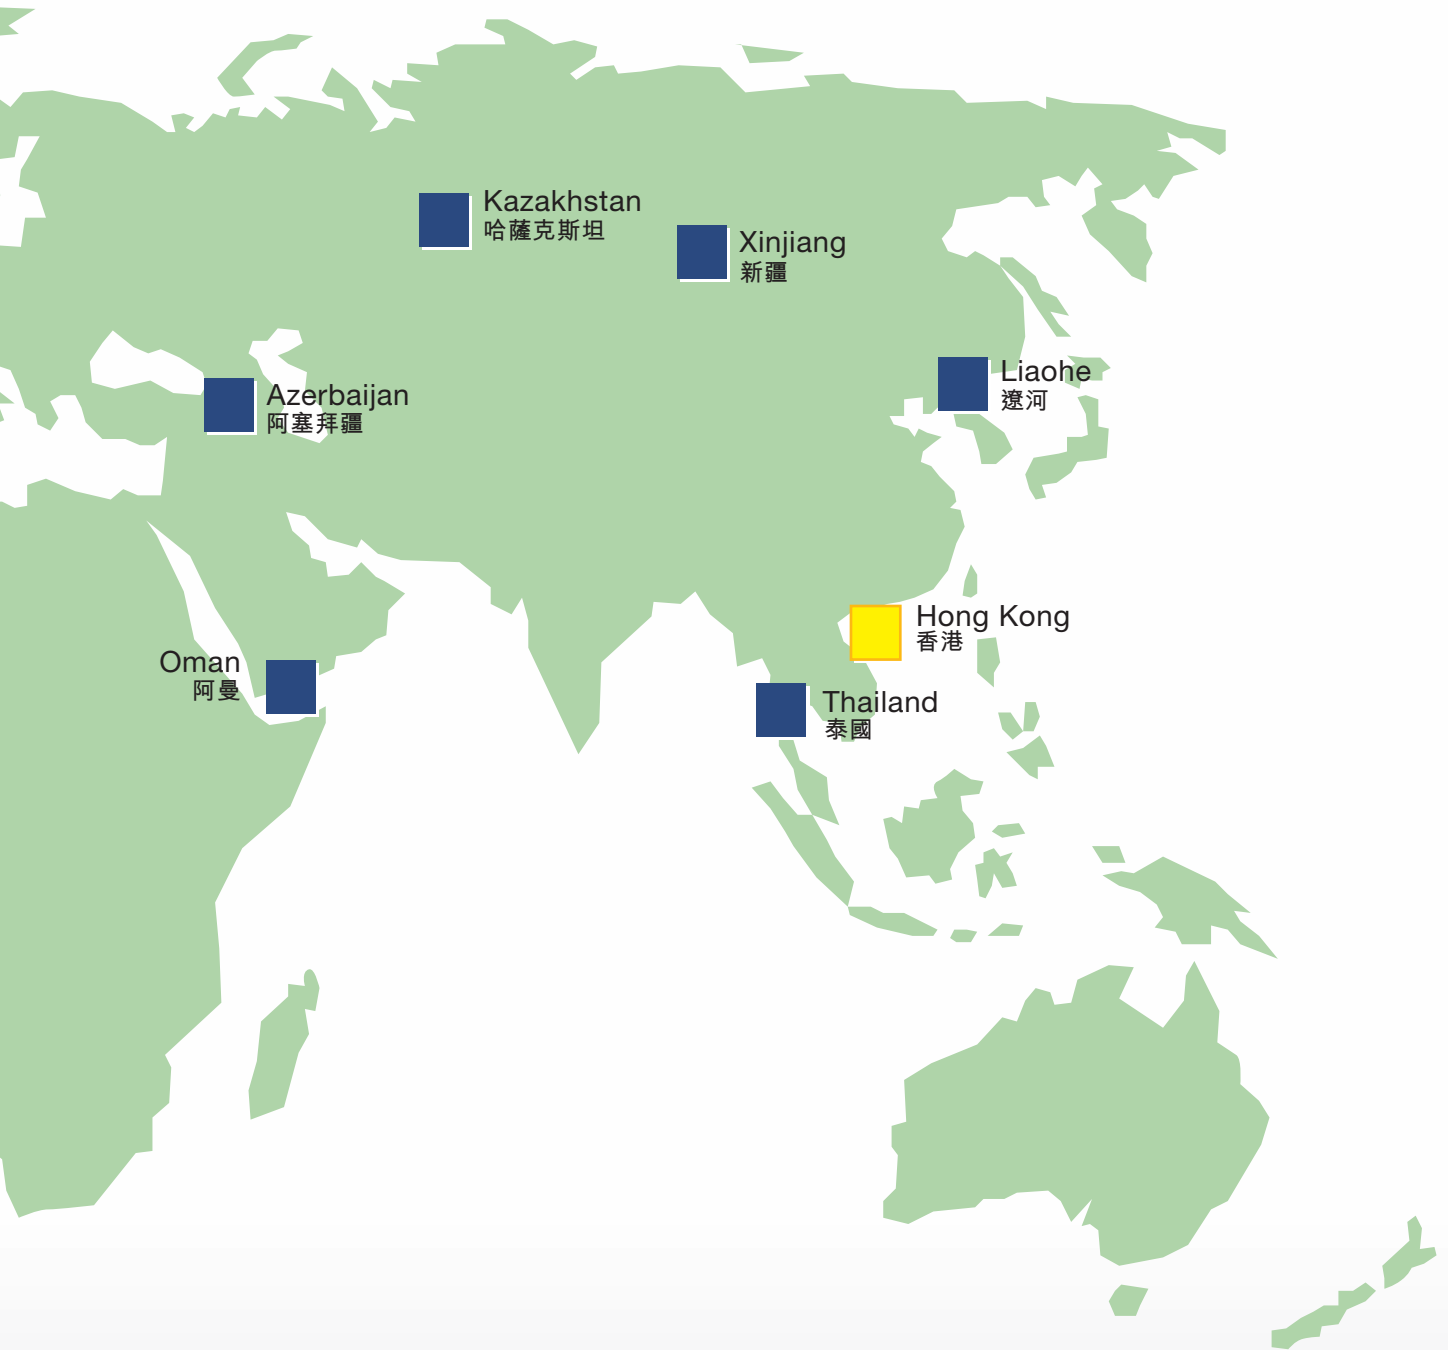 Kazakhstan
哈薩克斯坦
Xinjiang
新疆
Liaohe
遼河
Azerbaijan
阿塞拜疆
Hong Kong
香港
Oman
阿曼
Thailand
泰國